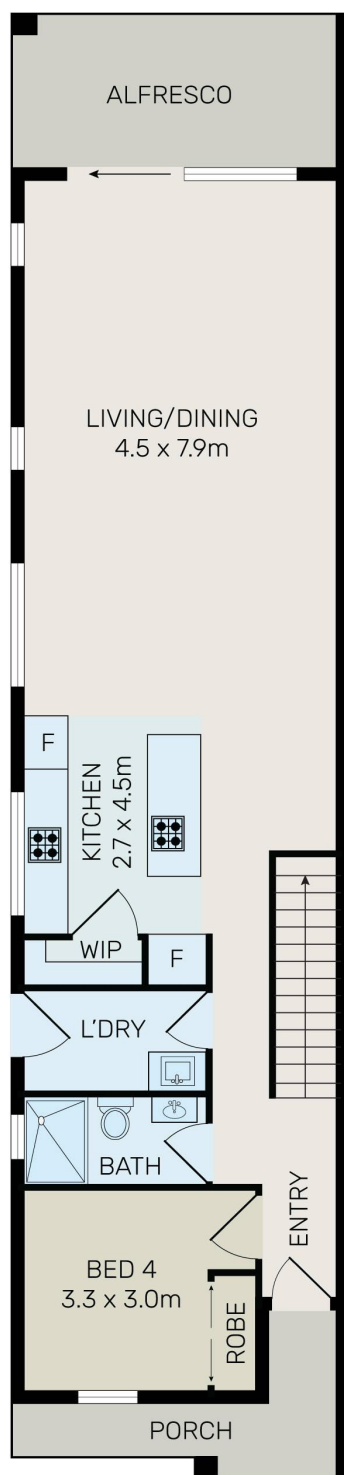 ALFRESCO
LIVING/DINING
4.5 x 7.9m
F
KITCHEN
2.7 x 4.5m
WIP
F
L'DRY
BATH
ENTRY
BED 4
3.3 x 3.0m
ROBE
PORCH